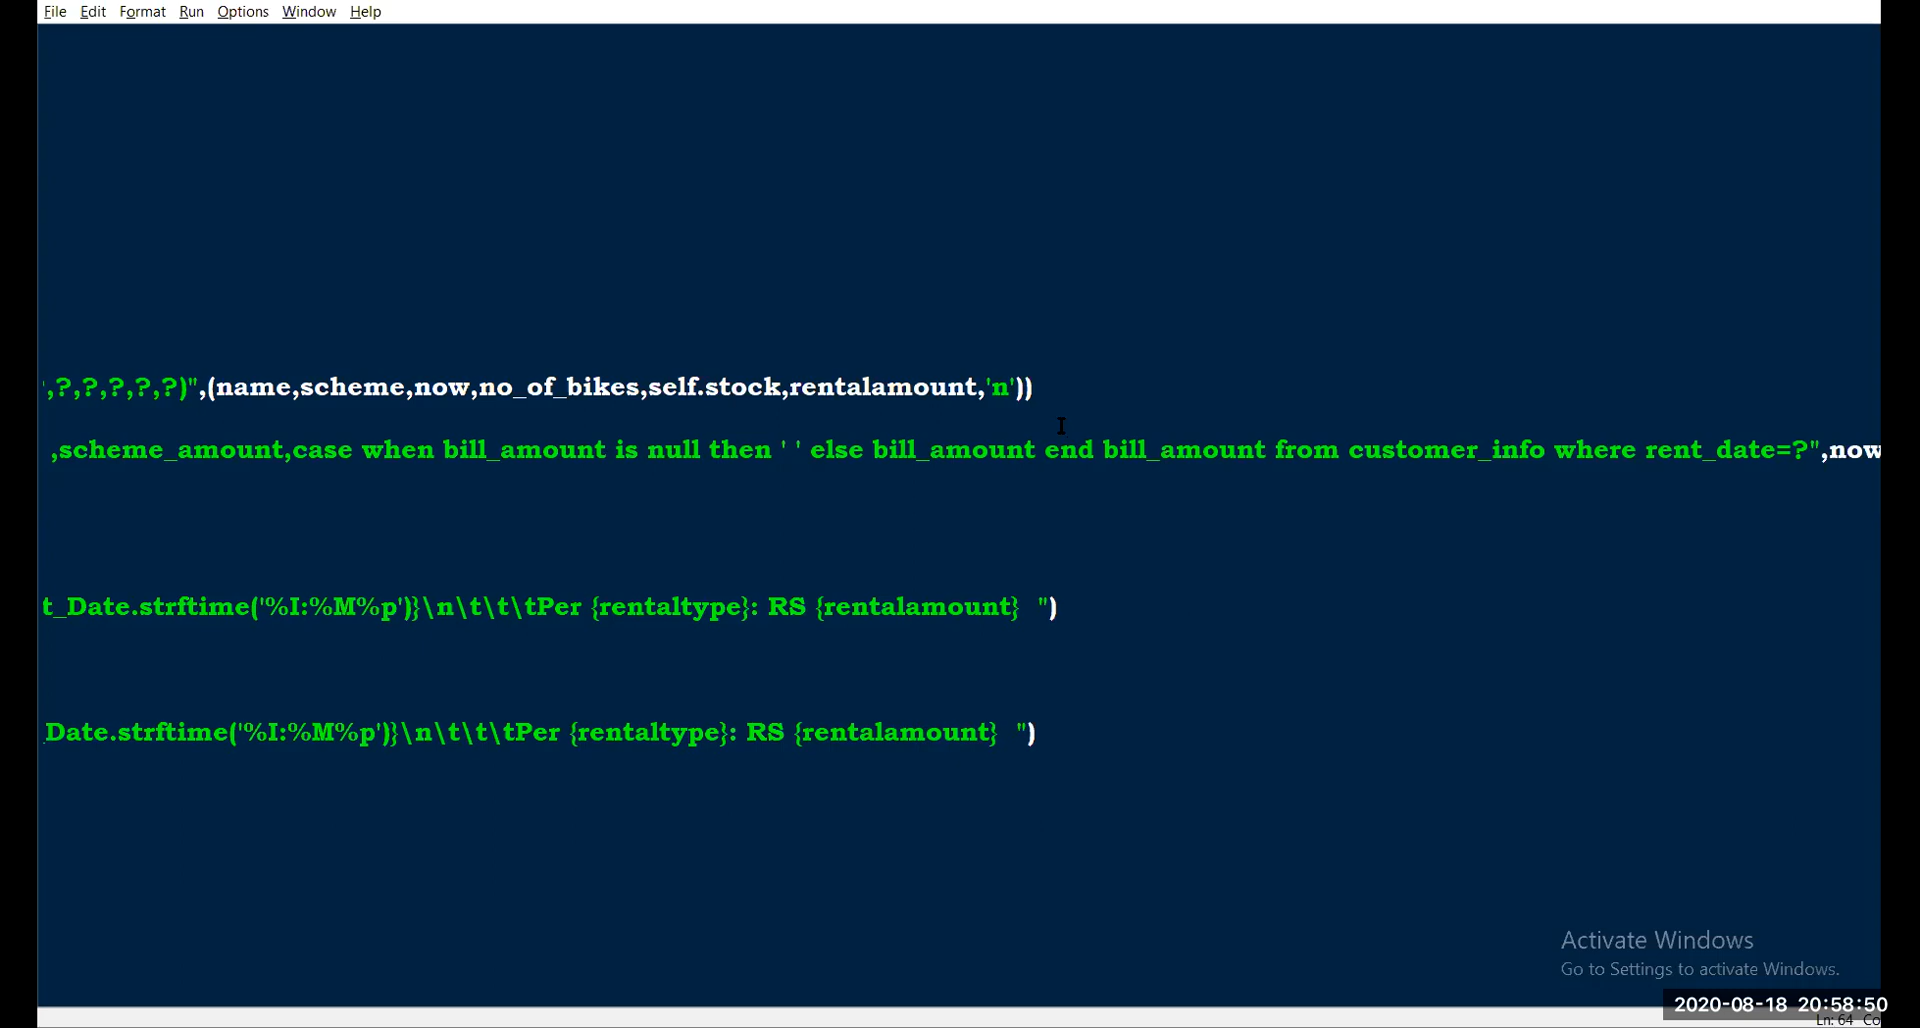 File Edit Format Run Options Window Help
',?,?,?,?,?)",(name,scheme,now,no_of_bikes,self.stock,rentalamount,'n'))
,scheme_amount,case when bill_amount is null then ' ' else bill_amount end bill_amount from customer_info where rent_date=?",now
t_Date.strftime('%I:%M%p')}\n\t\t\tPer {rentaltype}: RS {rentalamount}  ")
_Date.strftime('%I:%M%p')}\n\t\t\tPer {rentaltype}: RS {rentalamount}  ")
Activate Windows
Go to Settings to activate Windows.
2020-08-18 20:58:50
Ln: 64 Co